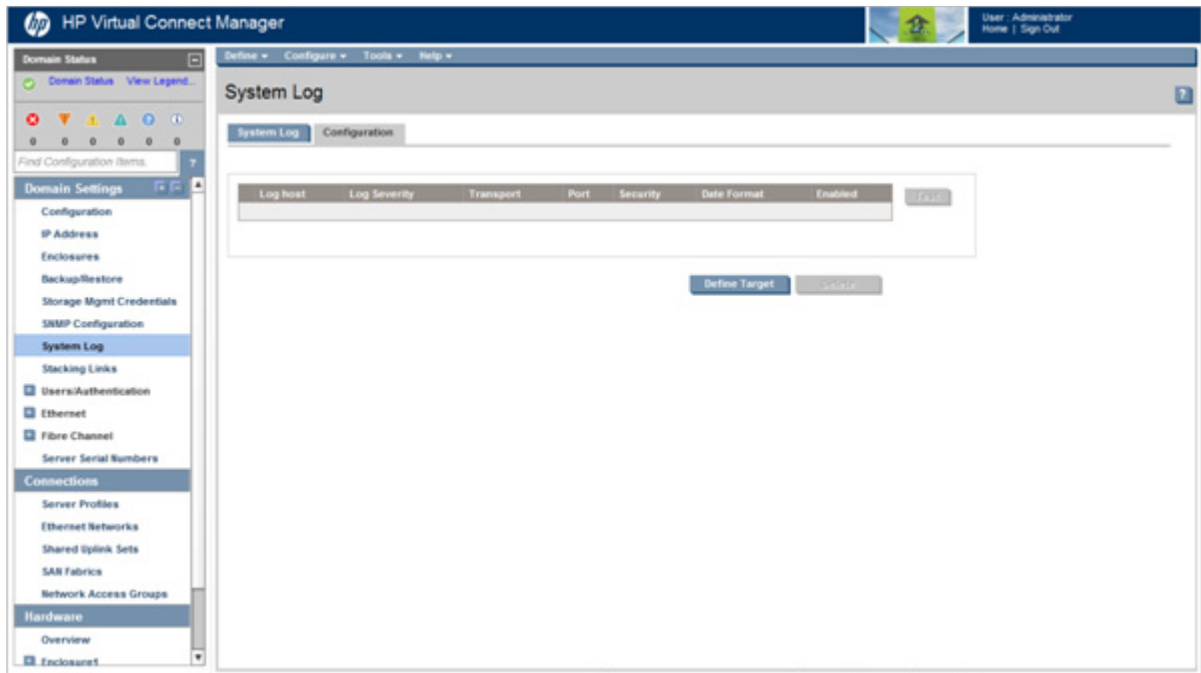 hp HP Virtual Connect Manager
User : Administrator
Home | Sign Out
Domain Status
Domain Status View Legend...
0 0 0 0 0 0
Find Configuration Items. ?
Domain Settings
Configuration
IP Address
Enclosures
Backup/Restore
Storage Mgmt Credentials
SNMP Configuration
System Log
Stacking Links
Users/Authentication
Ethernet
Fibre Channel
Server Serial Numbers
Connections
Server Profiles
Ethernet Networks
Shared Uplink Sets
SAN Fabrics
Network Access Groups
Hardware
Overview
Enclosure1
Define Configure Tools Help
System Log ?
System Log Configuration
Log host Log Severity Transport Port Security Date Format Enabled Test
Define Target Delete